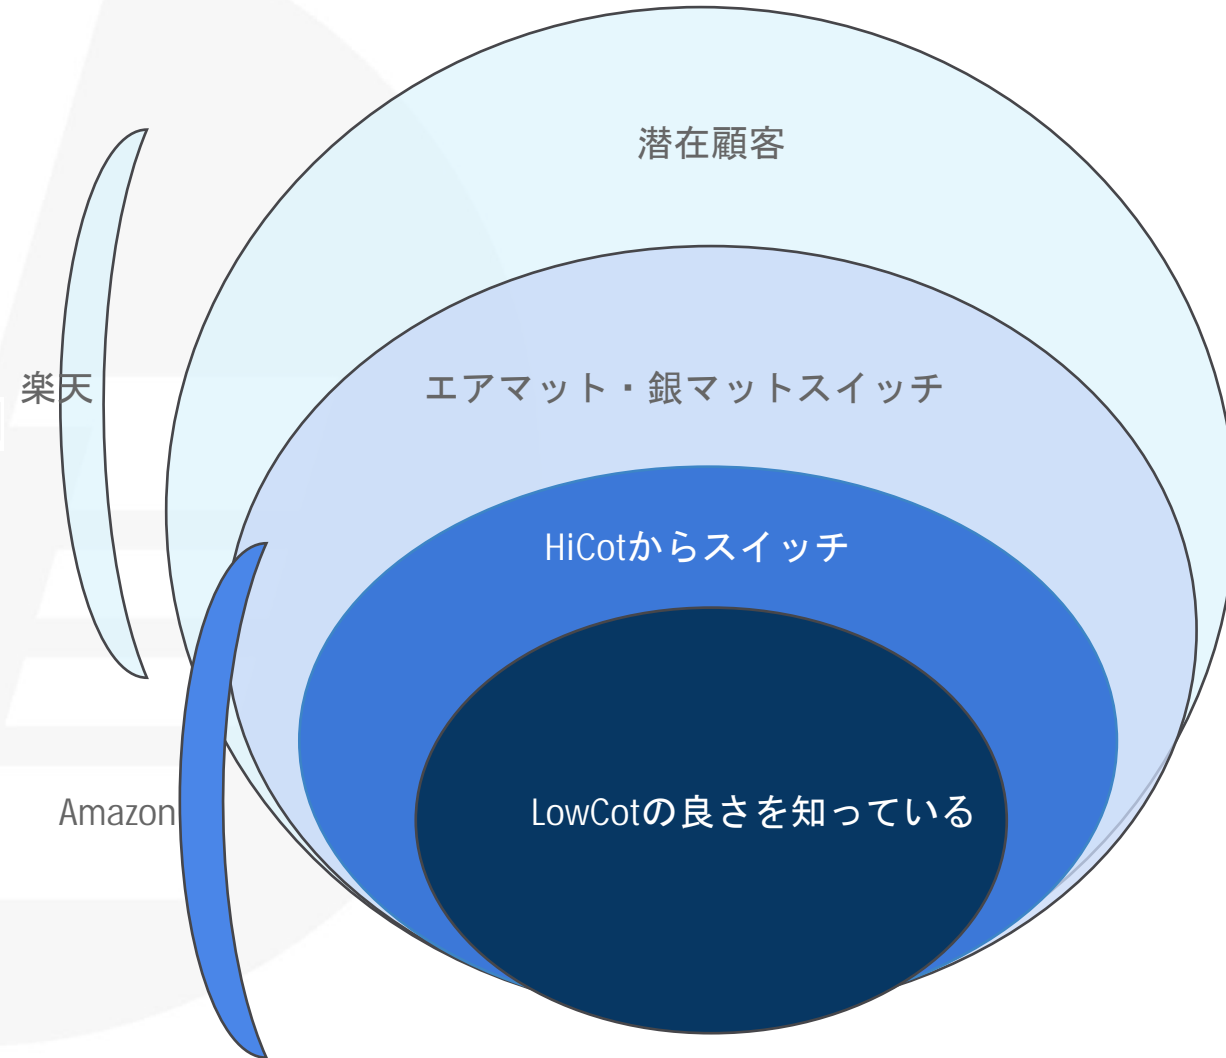 潜在顧客
楽天
エアマット・銀マットスイッチ
HiCotからスイッチ
Amazon
LowCotの良さを知っている